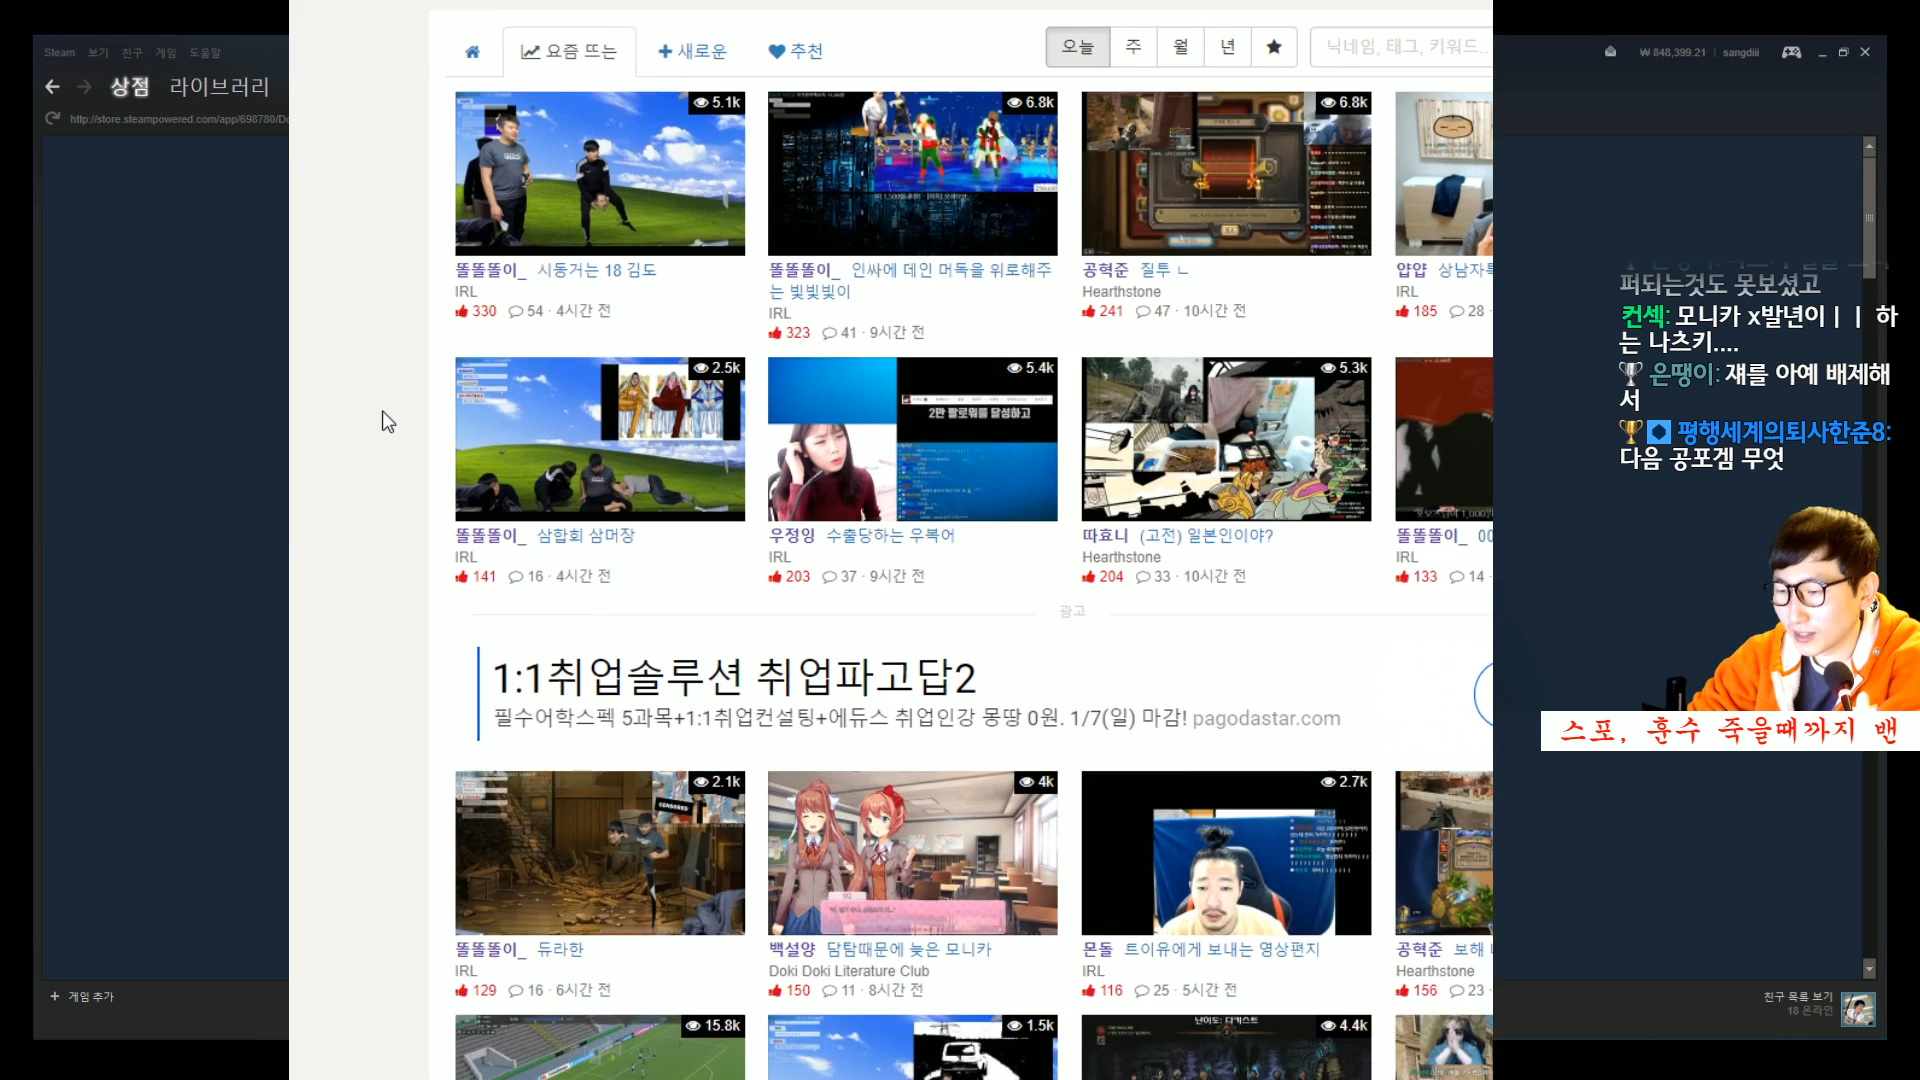 Steam 보기 친구 게임 도움말
상점 라이브러리
http://store.steampowered.com/app/698780/Do
요즘 뜨는
새로운
추천
오늘
주
월
년
닉네임, 태그, 키워드..
₩ 848,399.21 | sangdiii
5.1k
똘똘똘이_ 시동거는 18 김도
IRL
330 54 · 4시간 전
6.8k
똘똘똘이_ 인싸에 데인 머독을 위로해주
는 빛빛빛이
IRL
323 41 · 9시간 전
6.8k
공혁준 질투 ㄴ
Hearthstone
241 47 · 10시간 전
얍얍 상남자특
IRL
185 28 ·
2.5k
똘똘똘이_ 삼합회 삼머장
IRL
141 16 · 4시간 전
5.4k
2만 팔로워를 달성하고
우정잉 수출당하는 우복어
IRL
203 37 · 9시간 전
5.3k
따효니 (고전) 일본인이야?
Hearthstone
204 33 · 10시간 전
똘똘똘이_
IRL
133 14 ·
광고
1:1취업솔루션 취업파고답2
필수어학스펙 5과목+1:1취업컨설팅+에듀스 취업인강 몽땅 0원. 1/7(일) 마감! pagodastar.com
2.1k
CENSORED
똘똘똘이_ 듀라한
IRL
129 16 · 6시간 전
4k
백설양 담탐때문에 늦은 모니카
Doki Doki Literature Club
150 11 · 8시간 전
2.7k
몬돌 트이유에게 보내는 영상편지
IRL
116 25 · 5시간 전
공혁준 보해
Hearthstone
156 23 ·
15.8k
1.5k
4.4k
퍼되는것도 못보셨고
컨섹: 모니카 x발년이ㅣㅣ 하
는 나츠키....
은땡이: 쟤를 아예 배제해
서
평행세계의퇴사한준8:
다음 공포겜 무엇
스포, 훈수 죽을때까지 밴
게임 추가
친구 목록 보기
18 온라인